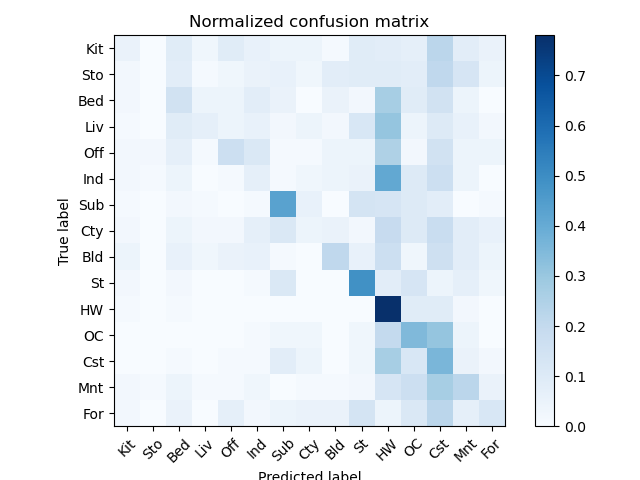 Normalized confusion matrix
True label
Kit
Sto
Bed
Liv
Off
Ind
Sub
Cty
Bld
St
HW
OC
Cst
Mnt
For
Kit Sto Bed Liv Off Ind Sub Cty Bld St HW OC Cst Mnt For
Predicted label
0.7
0.6
0.5
0.4
0.3
0.2
0.1
0.0